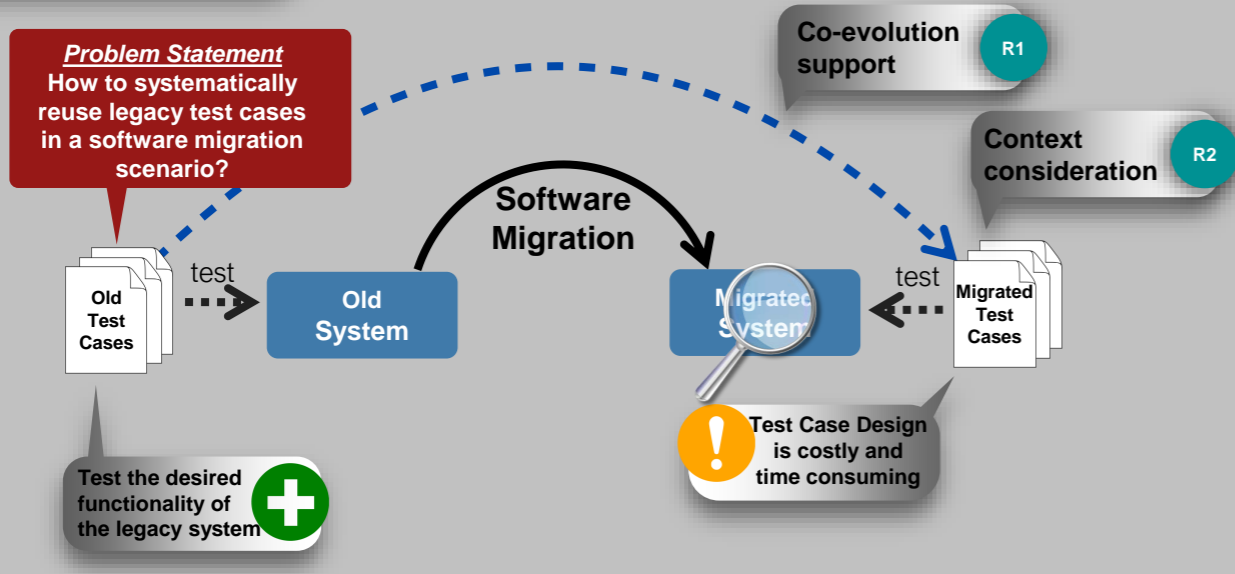 Problem Statement
How to systematically
reuse legacy test cases
in a software migration
scenario?
Co-evolution
support
R1
Context
consideration
R2
Software
Migration
Old
Test
Cases
test
Old
System
Migrated
System
test
Migrated
Test
Cases
Test the desired
functionality of
the legacy system
!
Test Case Design
is costly and
time consuming